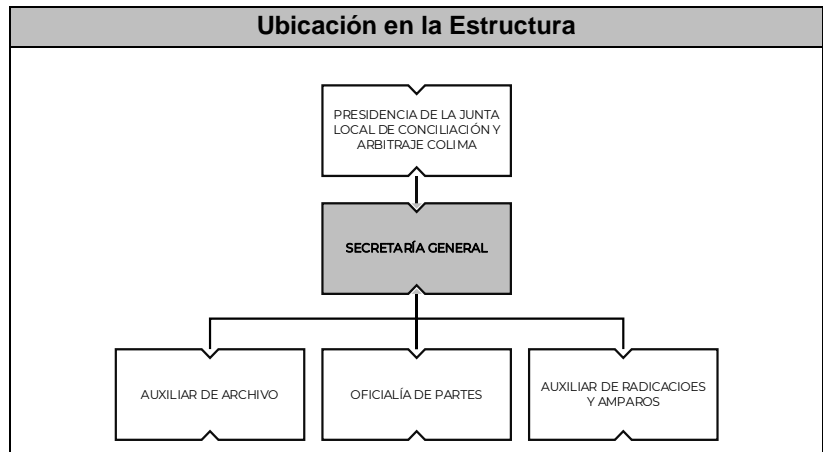 Ubicación en la Estructura
PRESIDENCIA DE LA JUNTA
LOCAL DE CONCILIACIÓN Y
ARBITRAJE COLIMA
SECRETARÍA GENERAL
AUXILIAR DE ARCHIVO
OFICIALÍA DE PARTES
AUXILIAR DE RADICACIOES
Y AMPAROS